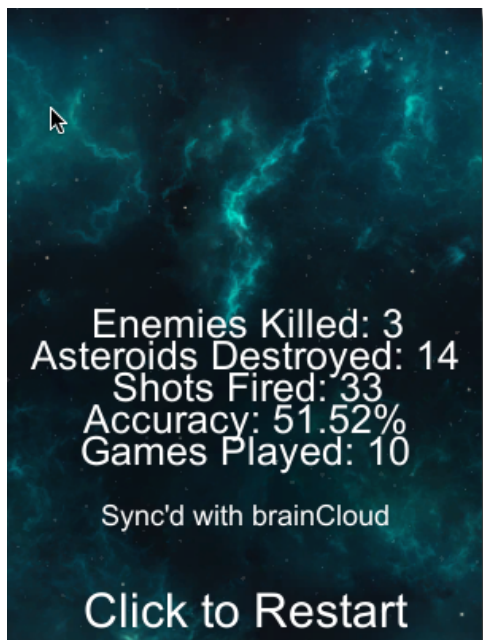 Enemies Killed: 3
Asteroids Destroyed: 14
Shots Fired: 33
Accuracy: 51.52%
Games Played: 10
Sync'd with brainCloud
Click to Restart